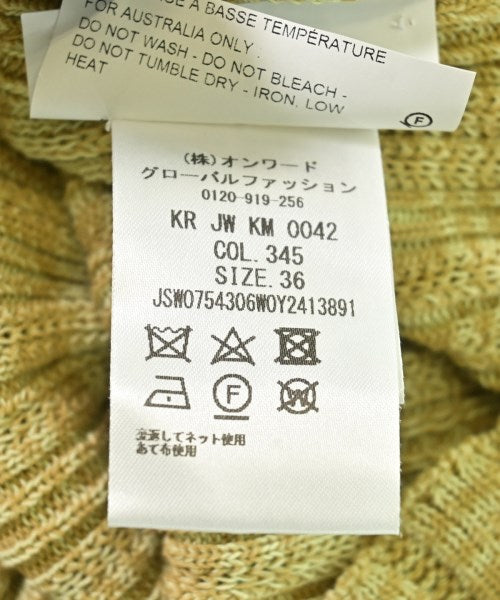 A BASSE TEMPÉRATURE
FOR AUSTRALIA ONLY :
DO NOT WASH - DO NOT BLEACH -
DO NOT TUMBLE DRY - IRON, LOW
HEAT
F
(株)オンワード
グローバルファッション
0120-919-256
KR JW KM 0042
COL. 345
SIZE. 36
JSW0754306WOY2413891
F
W
裏返してネット使用
あて布使用